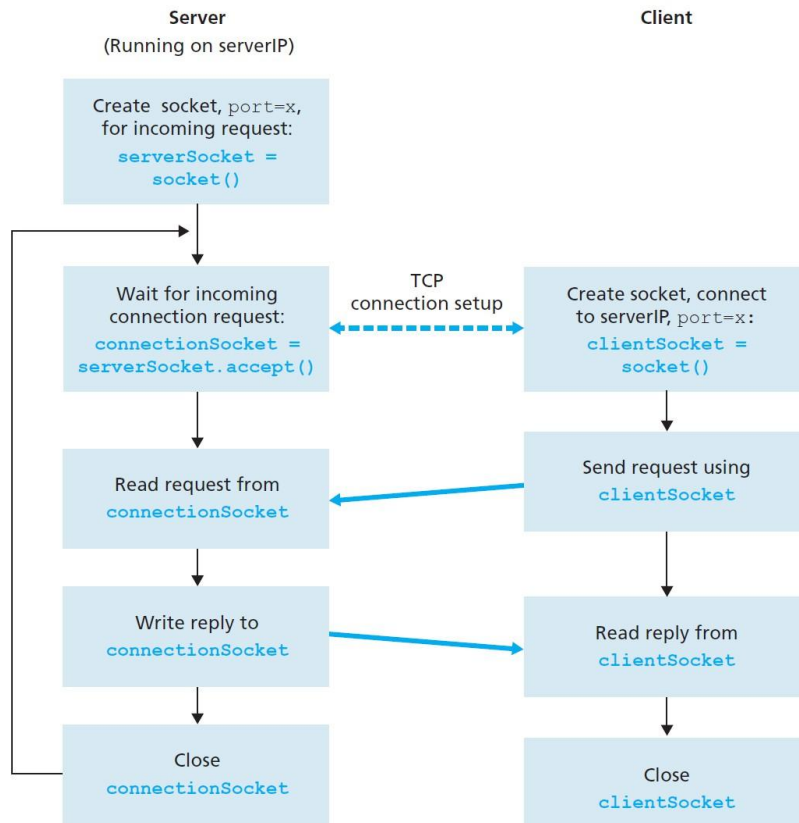 Server
(Running on serverIP)
Client
Create socket, port=x,
for incoming request:
serverSocket =
socket()
Wait for incoming
connection request:
connectionSocket =
serverSocket.accept()
TCP
connection setup
Create socket, connect
to serverIP, port=x:
clientSocket =
socket()
Read request from
connectionSocket
Send request using
clientSocket
Write reply to
connectionSocket
Read reply from
clientSocket
Close
connectionSocket
Close
clientSocket